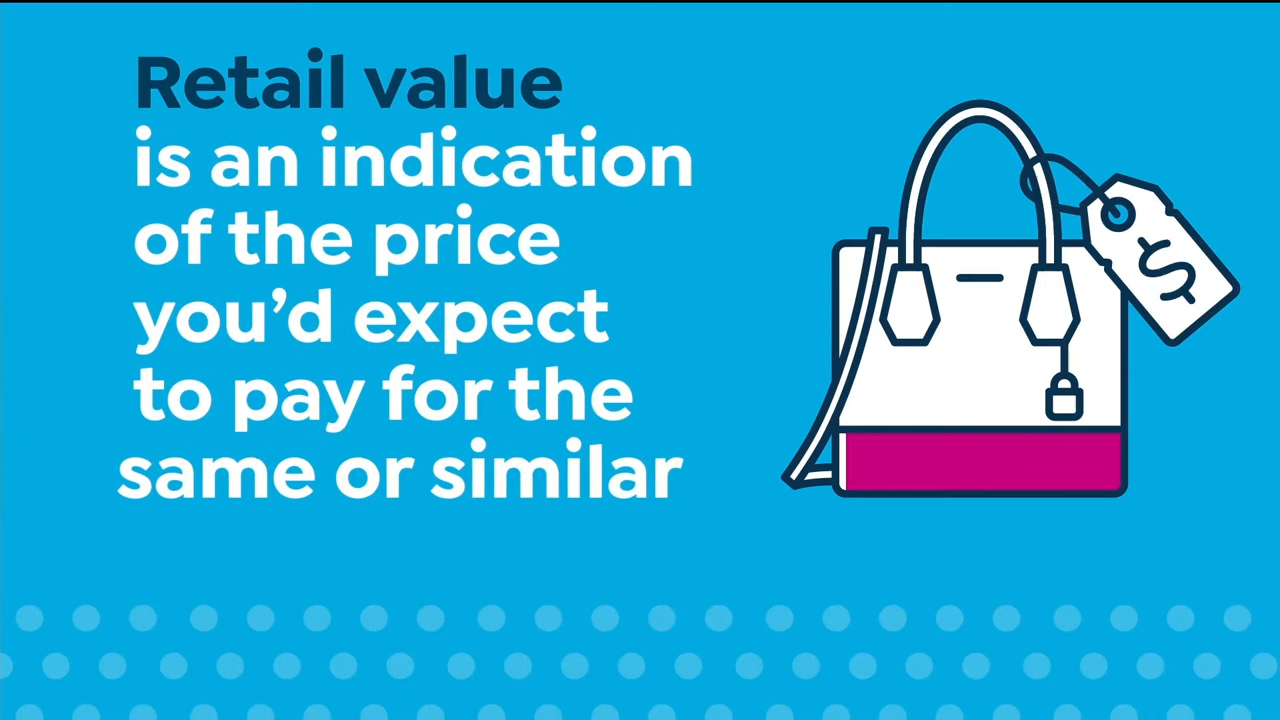 Retail value
is an indication
of the price
you’d expect
to pay for the
same or similar
$